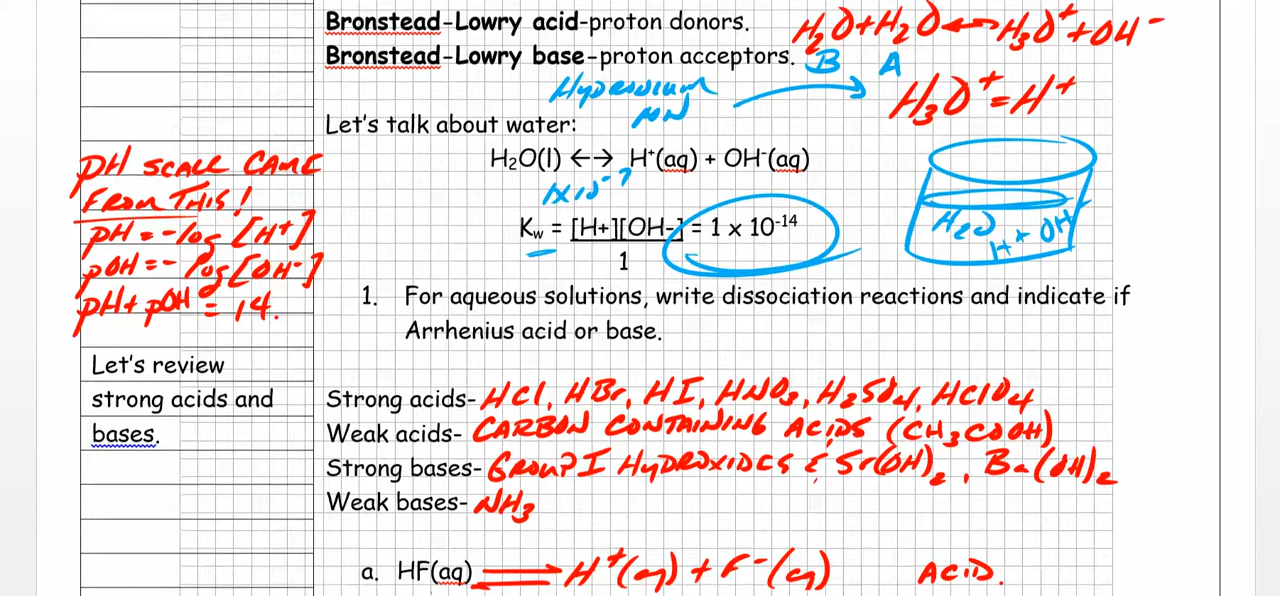 Bronstead-Lowry acid-proton donors.
H₂O+H₂O↔H₃O⁺+OH⁻
Bronstead-Lowry base-proton acceptors.
B A
Hydronium
ION
H₃O⁺=H⁺
Let's talk about water:
H₂O(l) ←→ H⁺(aq) + OH⁻(aq)
1x10⁻⁷
Kw = [H+][OH-] = 1 x 10⁻¹⁴
1
H₂O
H+ OH
pH SCALE CAME
FROM THIS!
pH = -log [H⁺]
pOH = - log [OH⁻]
pH + pOH = 14.
1. For aqueous solutions, write dissociation reactions and indicate if
Arrhenius acid or base.
Let's review
strong acids and
bases.
Strong acids- HCl, HBr, HI, HNO₃, H₂SO₄, HClO₄
Weak acids- CARBON CONTAINING ACIDS (CH₃COOH)
Strong bases- GROUP I HYDROXIDES & Sr(OH)₂, Ba(OH)₂
Weak bases- NH₃
a. HF(aq) ⇌ H⁺(aq) + F⁻(aq) ACID.